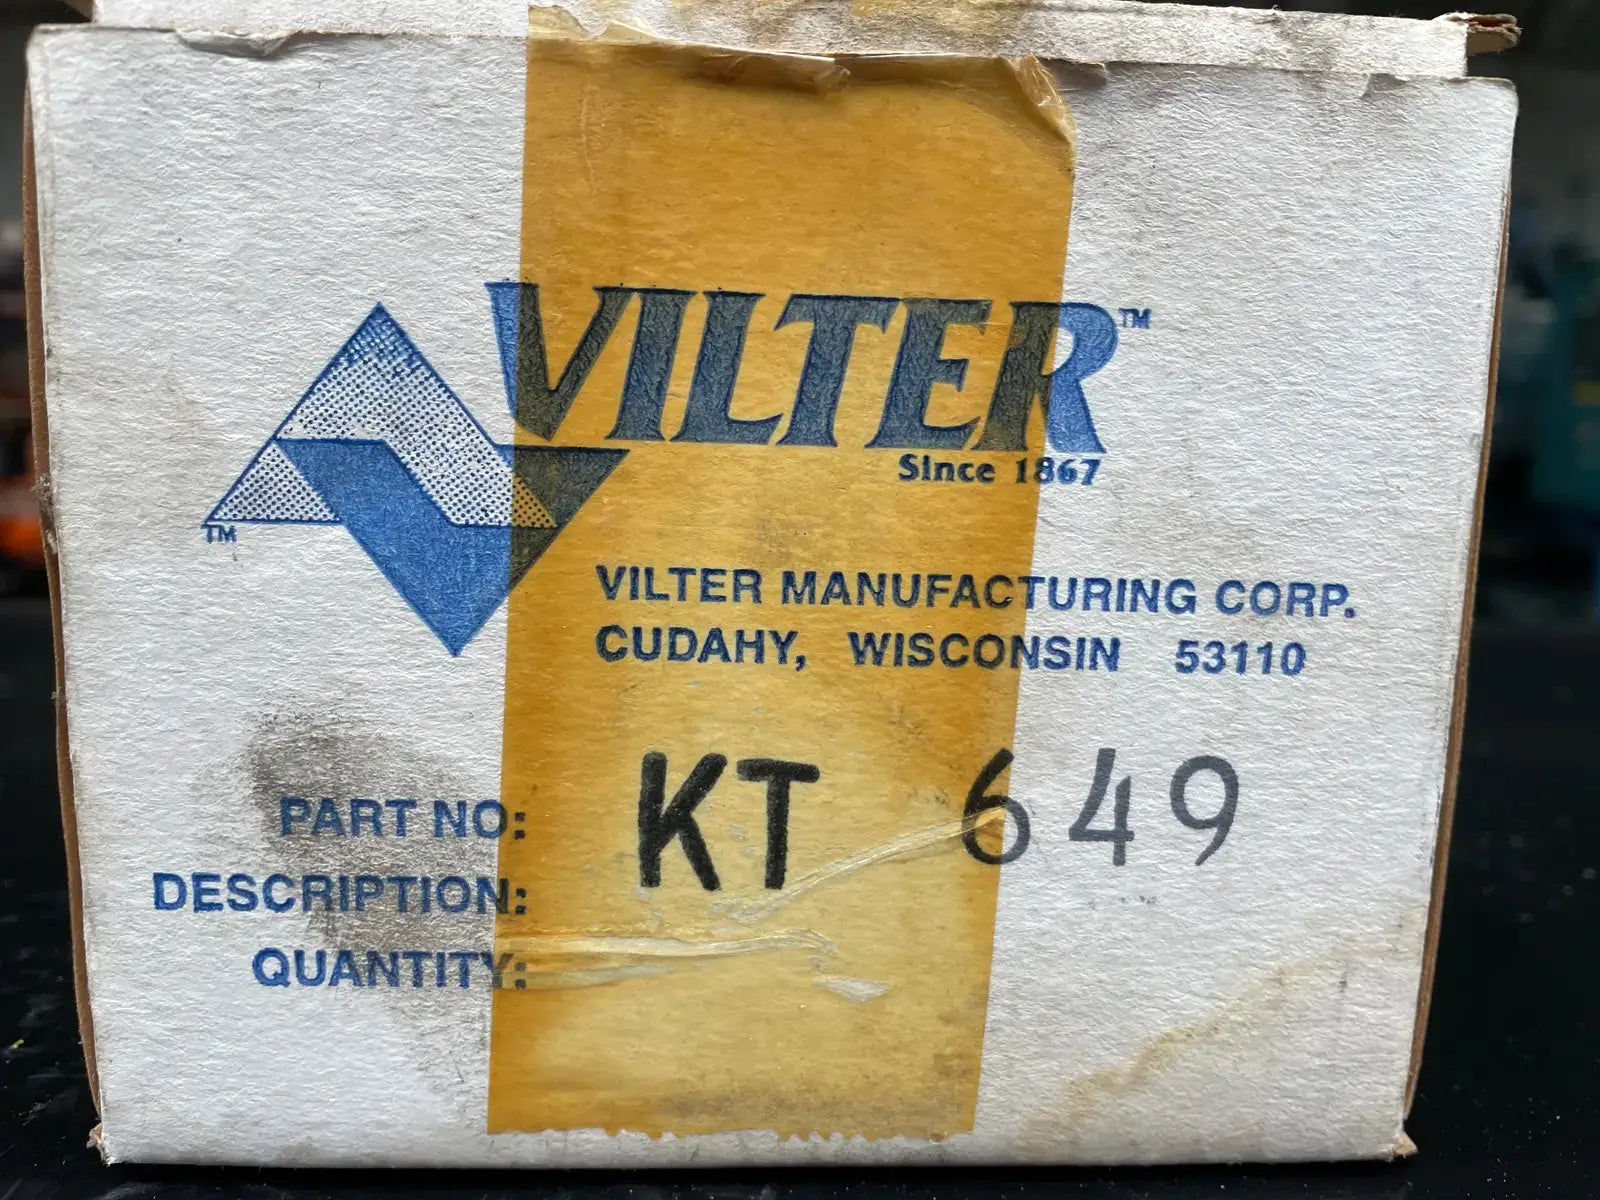 VILTER™
Since 1867
TM
VILTER MANUFACTURING CORP.
CUDAHY, WISCONSIN 53110
PART NO: KT 649
DESCRIPTION:
QUANTITY: